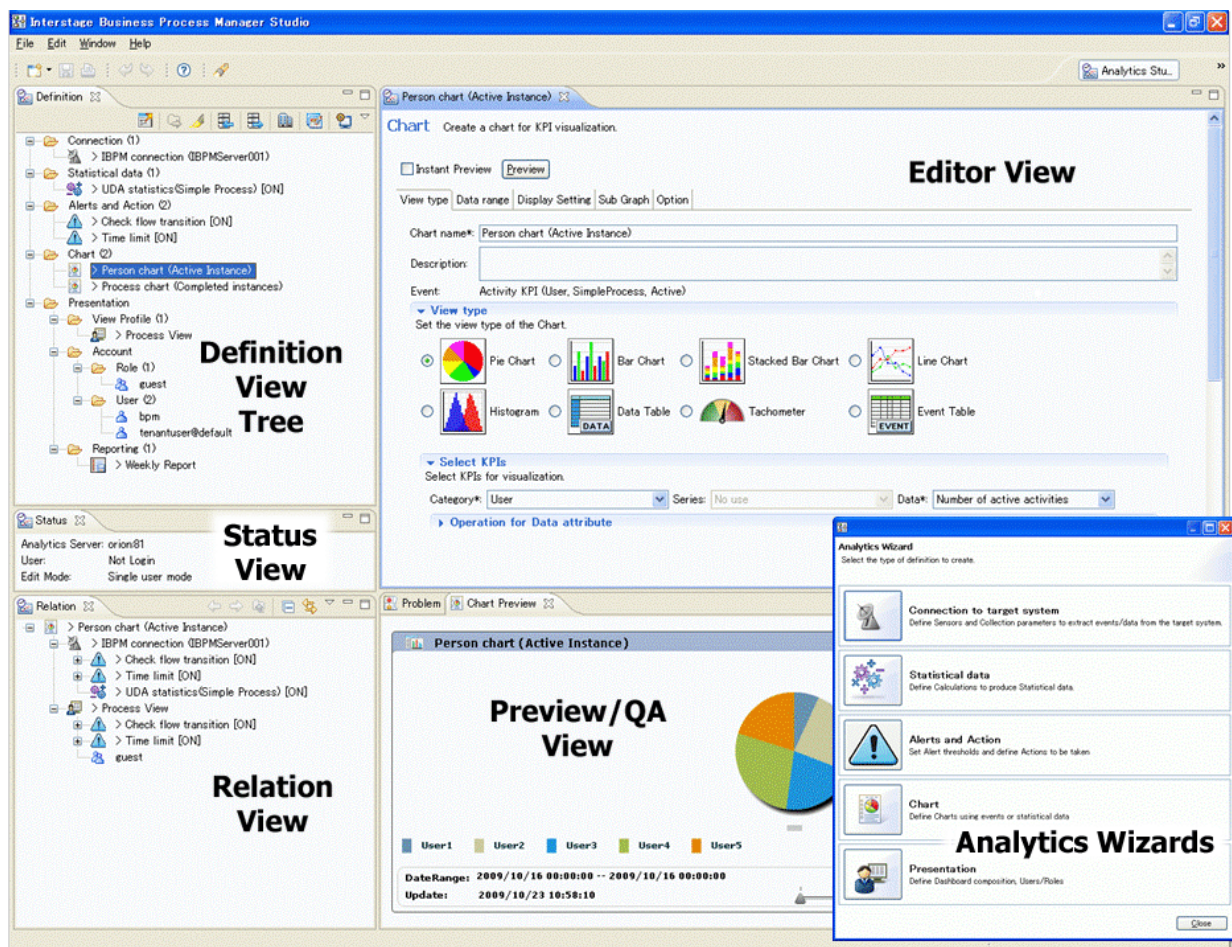 Interstage Business Process Manager Studio
File Edit Window Help
Analytics Stu...
Definition
Connection (1)
> IBPM connection (IBPMServer001)
Statistical data (1)
> UDA statistics(Simple Process) [ON]
Alerts and Action (2)
> Check flow transition [ON]
> Time limit [ON]
Chart (2)
> Person chart (Active Instance)
> Process chart (Completed instances)
Presentation
View Profile (1)
> Process View
Account
Role (1)
guest
User (2)
bpm
tenantuser@default
Reporting (1)
> Weekly Report
Definition
View
Tree
Person chart (Active Instance)
Chart Create a chart for KPI visualization.
Instant Preview Preview
Editor View
View type Data range Display Setting Sub Graph Option
Chart name*: Person chart (Active Instance)
Description:
Event: Activity KPI (User, SimpleProcess, Active)
View type
Set the view type of the Chart.
Pie Chart Bar Chart Stacked Bar Chart Line Chart
Histogram Data Table Tachometer Event Table
DATA EVENT
Select KPIs
Select KPIs for visualization.
Category*: User Series: No use Data*: Number of active activities
Operation for Data attribute
Status
Analytics Server: orion81
User: Not Login
Edit Mode: Single user mode
Status
View
Relation
> Person chart (Active Instance)
> IBPM connection (IBPMServer001)
> Check flow transition [ON]
> Time limit [ON]
> UDA statistics(Simple Process) [ON]
> Process View
> Check flow transition [ON]
> Time limit [ON]
guest
Relation
View
Problem Chart Preview
Person chart (Active Instance)
Preview/QA
View
User1 User2 User3 User4 User5
DateRange: 2009/10/16 00:00:00 -- 2009/10/16 00:00:00
Update: 2009/10/23 10:58:10
Analytics Wizard
Select the type of definition to create.
Connection to target system
Define Sensors and Collection parameters to extract events/data from the target system.
Statistical data
Define Calculations to produce Statistical data.
Alerts and Action
Set Alert thresholds and define Actions to be taken
Chart
Define Charts using events or statistical data
Analytics Wizards
Presentation
Define Dashboard composition, Users/Roles
Close